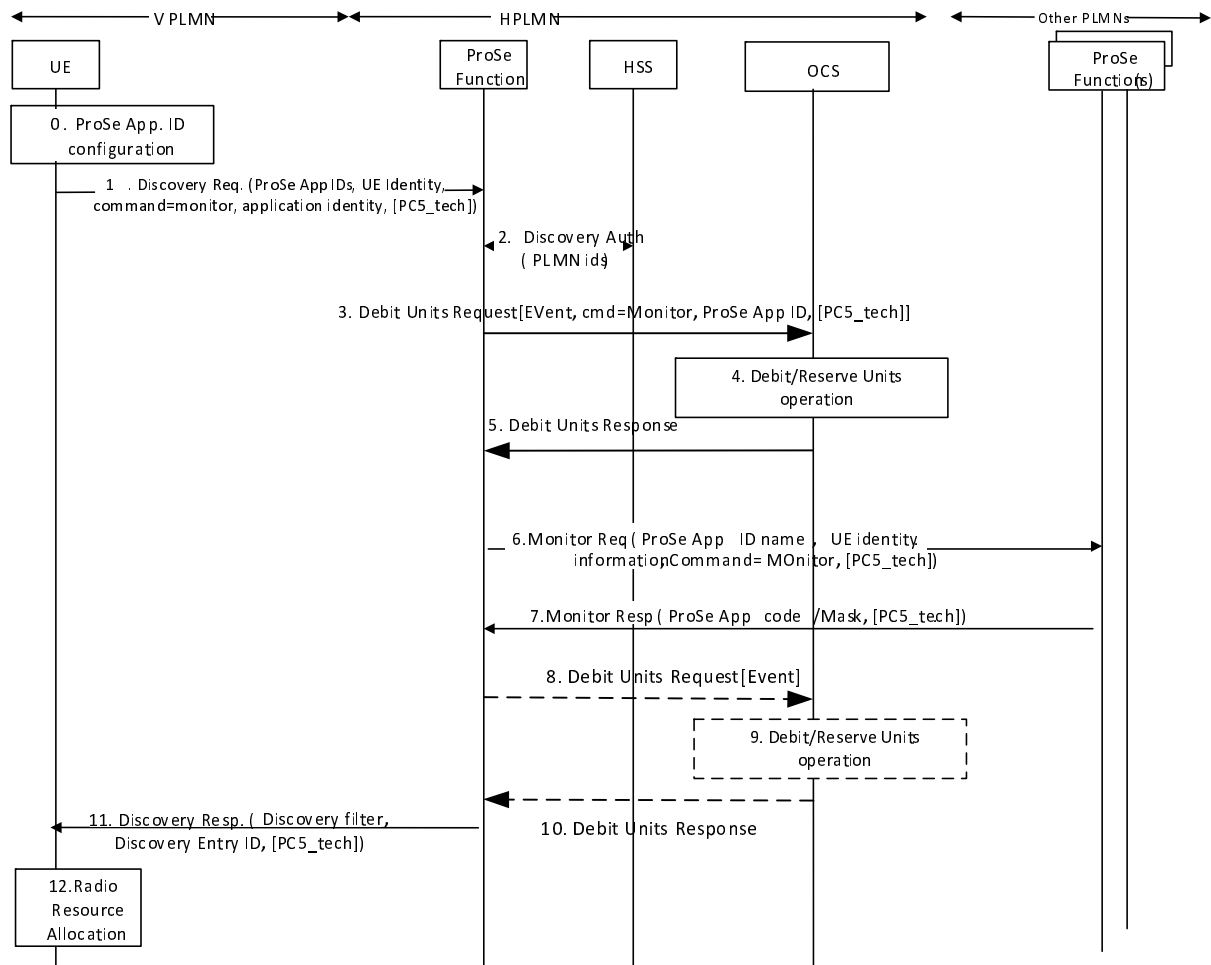 V PLMN
HPLMN
Other PLMNs
UE
ProSe
Function
HSS
OCS
ProSe
Function(s)
0. ProSe App. ID
configuration
1 . Discovery Req. (ProSe App IDs, UE Identity,
command=monitor, application identity, [PC5_tech])
2. Discovery Auth
( PLMN ids)
3. Debit Units Request[EVent, cmd=Monitor, ProSe App ID, [PC5_tech]]
4. Debit/Reserve Units
operation
5. Debit Units Response
6.Monitor Req ( ProSe App ID name , UE identity
information,Command= MOnitor, [PC5_tech])
7.Monitor Resp ( ProSe App code /Mask, [PC5_tech])
8. Debit Units Request[Event]
9. Debit/Reserve Units
operation
10. Debit Units Response
11. Discovery Resp. ( Discovery filter,
Discovery Entry ID, [PC5_tech])
12.Radio
Resource
Allocation